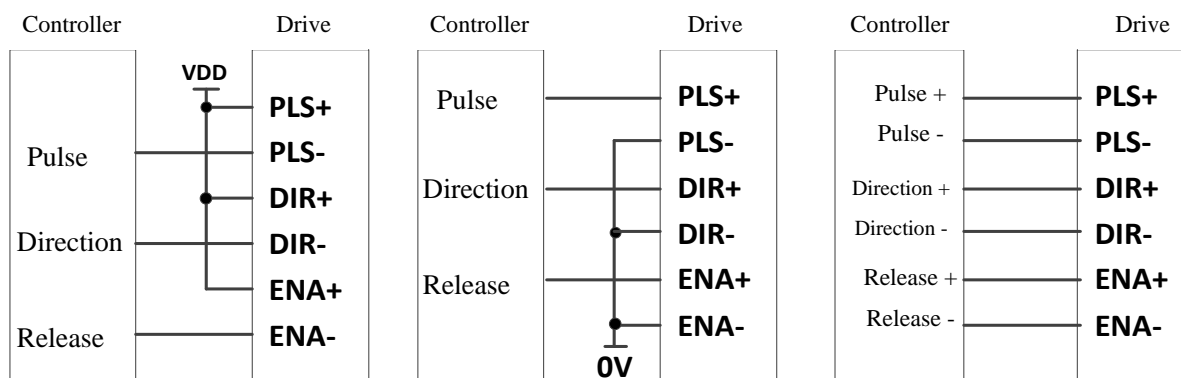 Controller
Drive
VDD
PLS+
Pulse
PLS-
DIR+
Direction
DIR-
ENA+
Release
ENA-
Controller
Drive
Pulse
PLS+
PLS-
Direction
DIR+
DIR-
Release
ENA+
ENA-
0V
Controller
Drive
Pulse +
PLS+
Pulse -
PLS-
Direction +
DIR+
Direction -
DIR-
Release +
ENA+
Release -
ENA-